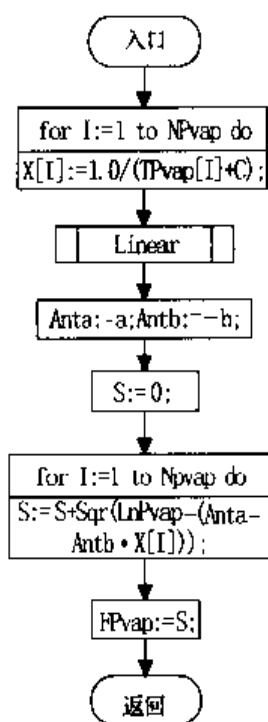 入口
for I:=1 to NPvap do
X[I]:=1.0/(TPvap[I]+C);
Linear
Anta:-a;Antb:--b;
S:=0;
for I:=1 to Npvap do
S:=S+Sqr(LnPvap-(Anta-
Antb•X[I]));
FPvap:=S;
返回